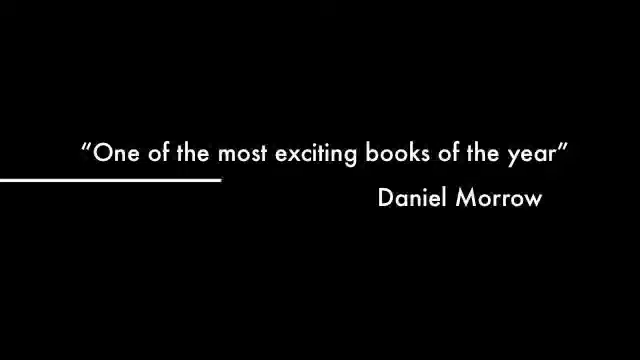 “One of the most exciting books of the year”
Daniel Morrow